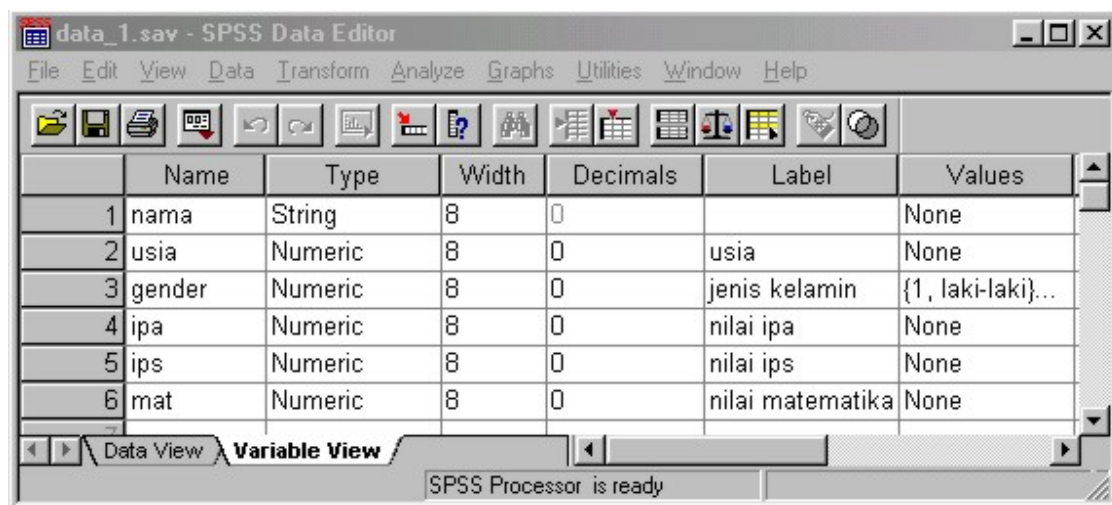 data_1.sav - SPSS Data Editor
File Edit View Data Transform Analyze Graphs Utilities Window Help
Name Type Width Decimals Label Values
1 nama String 8 0 None
2 usia Numeric 8 0 usia None
3 gender Numeric 8 0 jenis kelamin {1, laki-laki}...
4 ipa Numeric 8 0 nilai ipa None
5 ips Numeric 8 0 nilai ips None
6 mat Numeric 8 0 nilai matematika None
7
Data View Variable View
SPSS Processor is ready